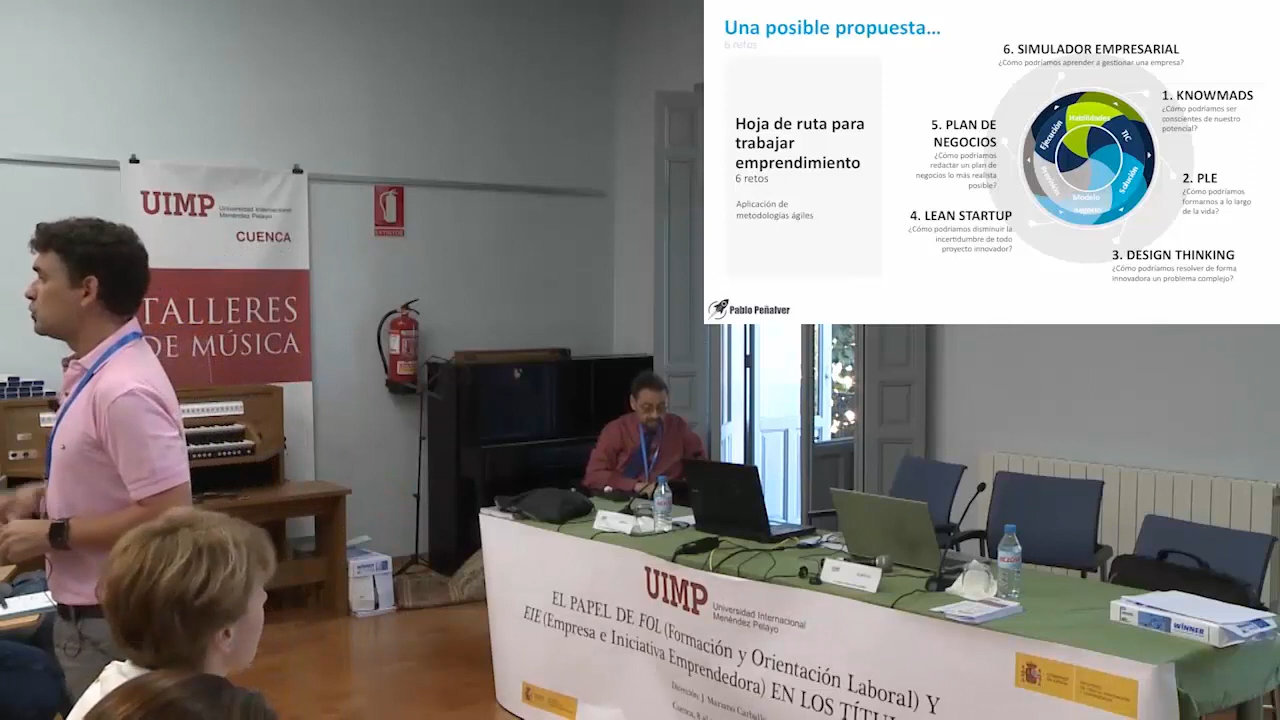 Una posible propuesta...
6 retos
6. SIMULADOR EMPRESARIAL
¿Cómo podríamos aprender a gestionar una empresa?
1. KNOWMADS
¿Cómo podríamos ser
conscientes de nuestro
potencial?
Hoja de ruta para
trabajar
emprendimiento
6 retos
Aplicación de
metodologías ágiles
5. PLAN DE
NEGOCIOS
¿Cómo podríamos
redactar un plan de
negocios lo más realista
posible?
Habilidades
TIC
Solución
Modelo
Ejecución
2. PLE
¿Cómo podríamos
formarnos a lo largo
de la vida?
4. LEAN STARTUP
¿Cómo podríamos disminuir la
incertidumbre de todo
proyecto innovador?
3. DESIGN THINKING
¿Cómo podríamos resolver de forma
innovadora un problema complejo?
Pablo Peñalver
UIMP
Universidad Internacional
Menéndez Pelayo
CUENCA
TALLERES
DE MÚSICA
EXTINTOR
UIMP
Universidad Internacional
Menéndez Pelayo
EL PAPEL DE FOL (Formación y Orientación Laboral) Y
EIE (Empresa e Iniciativa Emprendedora) EN LOS
Dirección: J. Mariano
Cuenca,
WINNER
WINNER